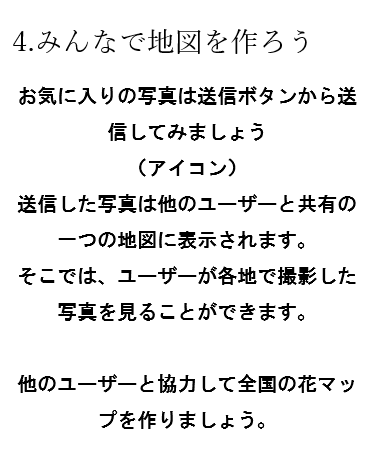 4.みんなで地図を作ろう
お気に入りの写真は送信ボタンから送
信してみましょう
（アイコン）
送信した写真は他のユーザーと共有の
一つの地図に表示されます。
そこでは、ユーザーが各地で撮影した
写真を見ることができます。
他のユーザーと協力して全国の花マッ
プを作りましょう。